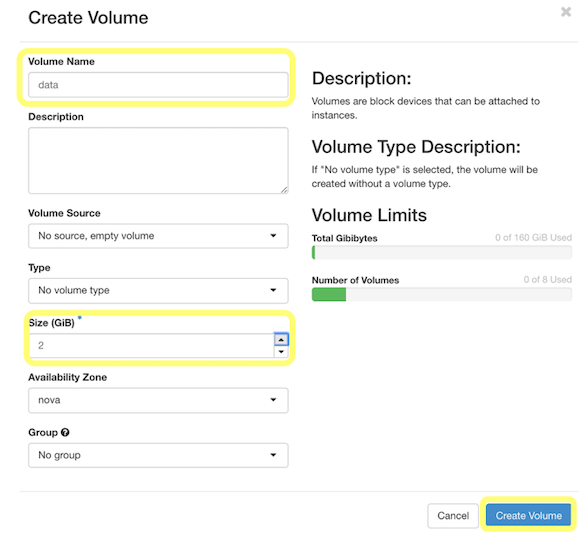 Create Volume
×
Volume Name
data
Description
Volume Source
No source, empty volume
Type
No volume type
Size (GiB) *
2
Availability Zone
nova
Group
No group
Description:
Volumes are block devices that can be attached to
instances.
Volume Type Description:
If "No volume type" is selected, the volume will be
created without a volume type.
Volume Limits
Total Gibibytes
0 of 160 GiB Used
Number of Volumes
0 of 8 Used
Cancel
Create Volume